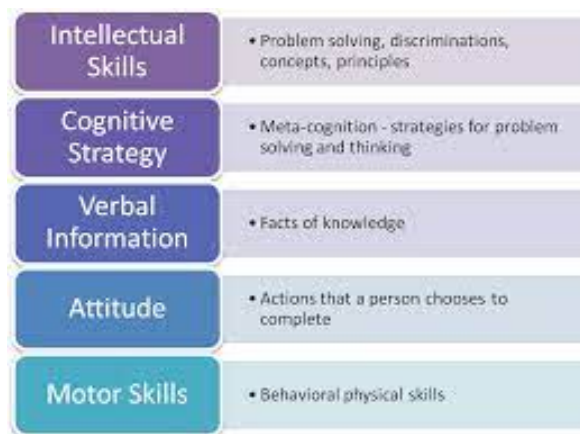 Intellectual
Skills
• Problem solving, discriminations,
concepts, principles
Cognitive
Strategy
• Meta-cognition - strategies for problem
solving and thinking
Verbal
Information
• Facts of knowledge
Attitude
• Actions that a person chooses to
complete
Motor Skills
• Behavioral physical skills